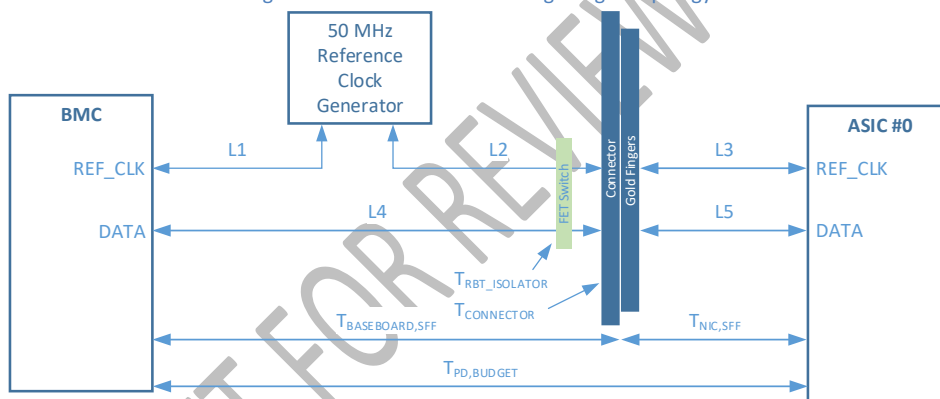 50 MHz
Reference
Clock
Generator
BMC
ASIC #0
L1
L2
L3
REF_CLK
REF_CLK
FET Switch
Connector
Gold Fingers
L4
L5
DATA
DATA
TRBT_ISOLATOR
TCONNECTOR
TBASEBOARD,SFF
TNIC,SFF
TPD,BUDGET
FOR REVIEW